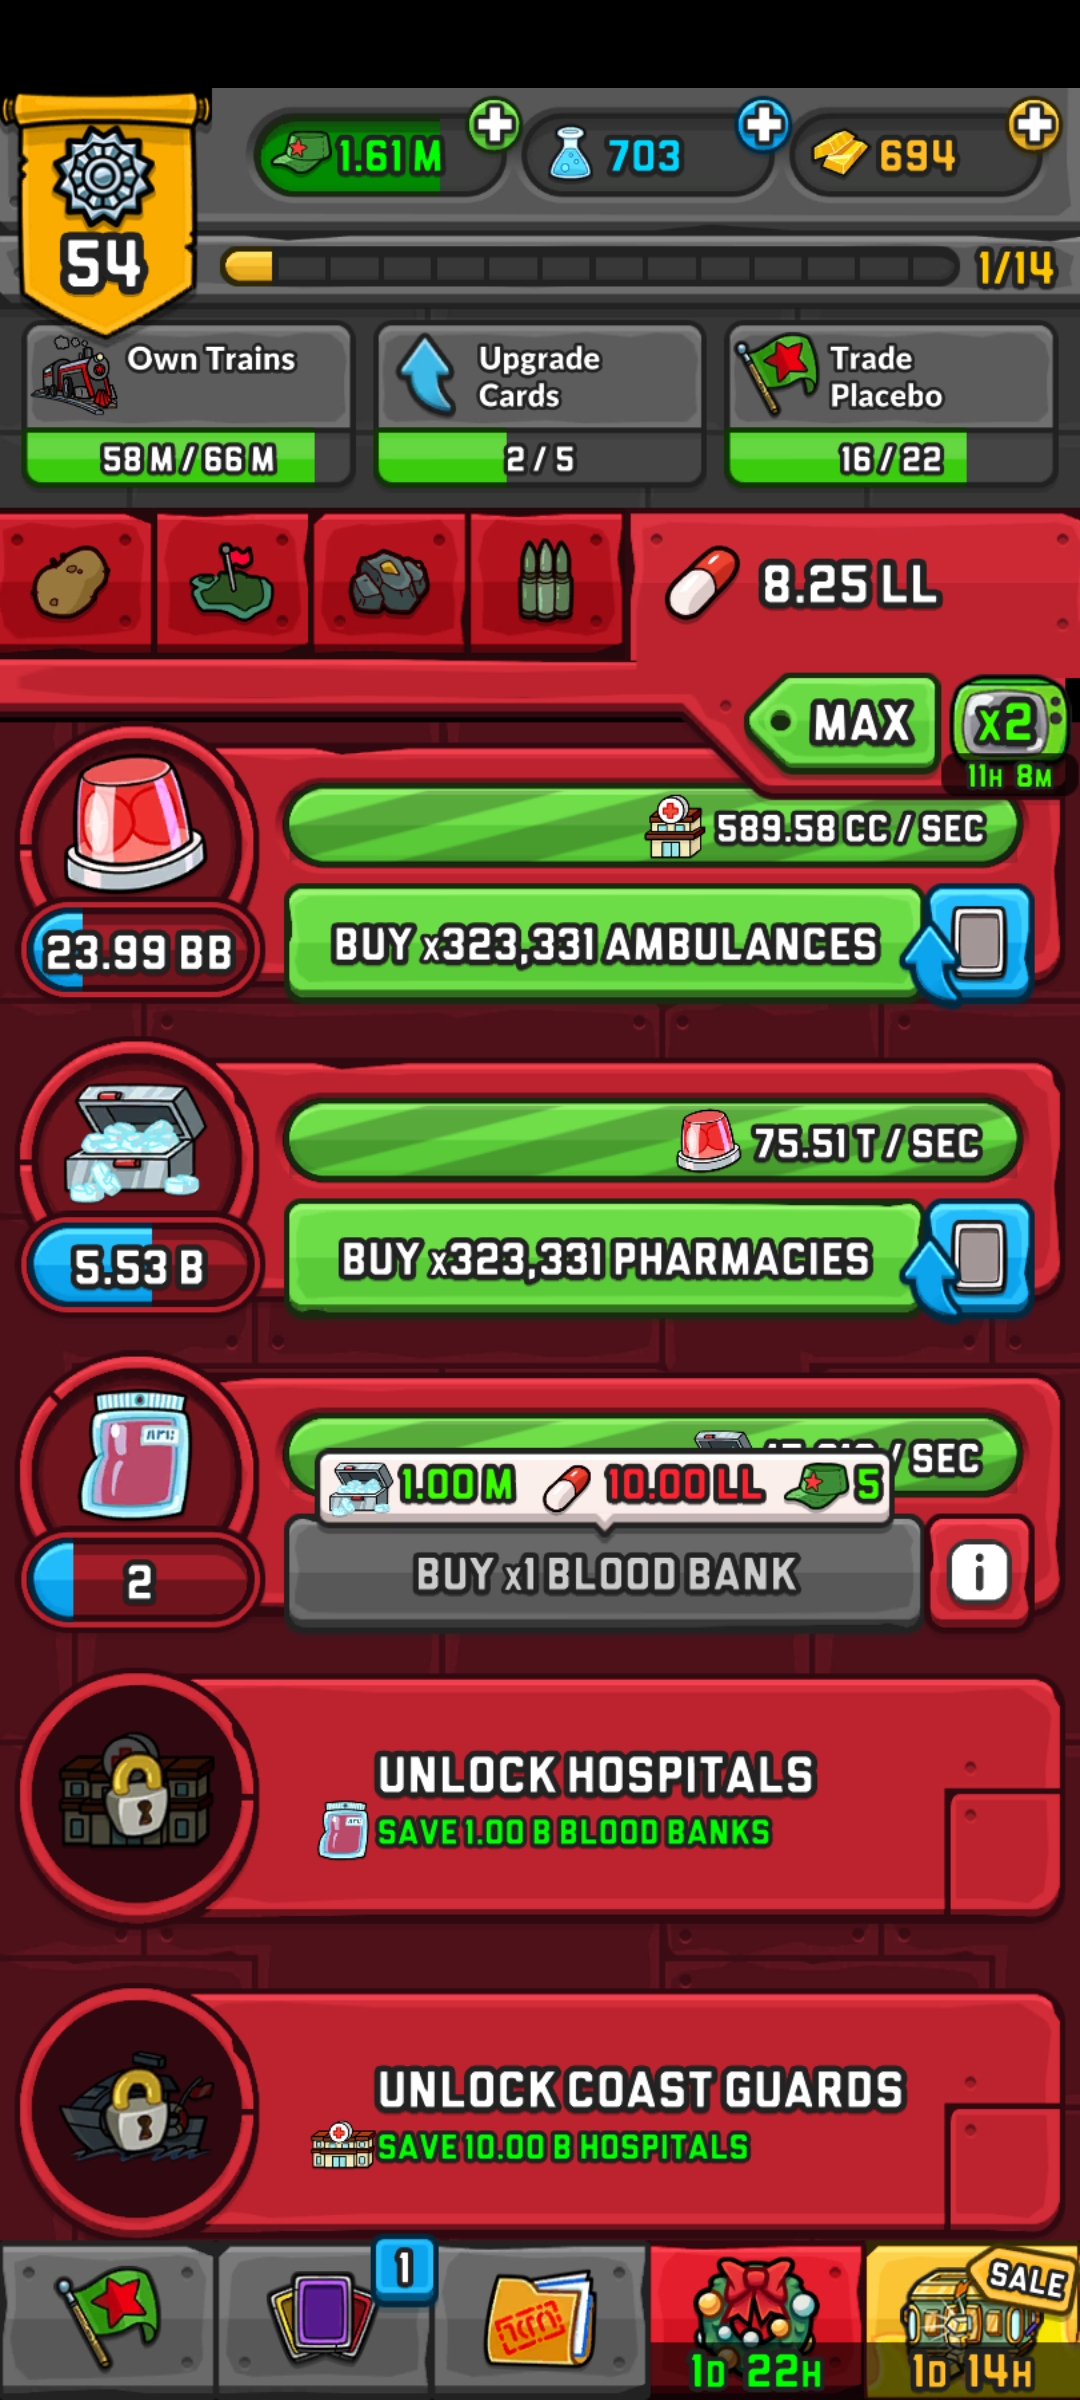 1.61 M
703
694
54
1/14
Own Trains
58 M / 66 M
Upgrade
Cards
2 / 5
Trade
Placebo
16 / 22
8.25 LL
MAX
x2
11H 8M
589.58 CC / SEC
23.99 BB
BUY x323,331 AMBULANCES
75.51 T / SEC
5.53 B
BUY x323,331 PHARMACIES
/ SEC
1.00 M
10.00 LL
5
2
BUY x1 BLOOD BANK
i
UNLOCK HOSPITALS
SAVE 1.00 B BLOOD BANKS
UNLOCK COAST GUARDS
SAVE 10.00 B HOSPITALS
1
SALE
1D 22H
1D 14H